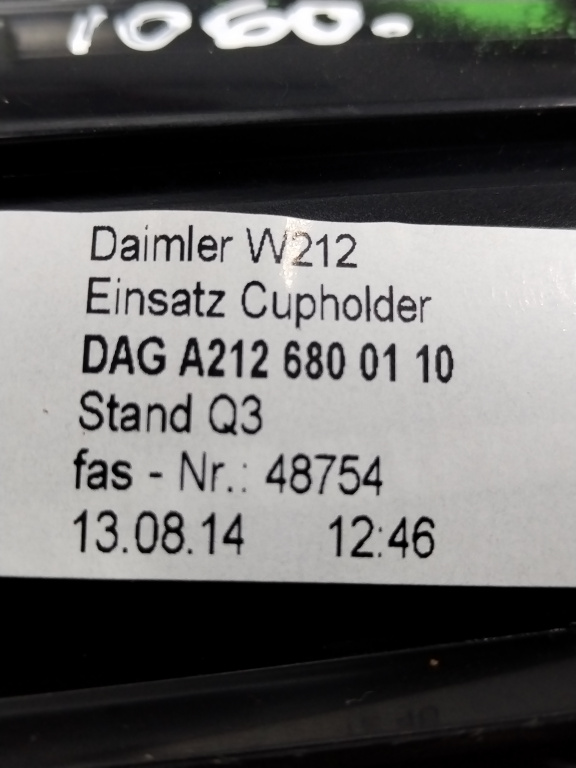 1060.
Daimler W212
Einsatz Cupholder
DAG A212 680 01 10
Stand Q3
fas - Nr.: 48754
13.08.14 12:46